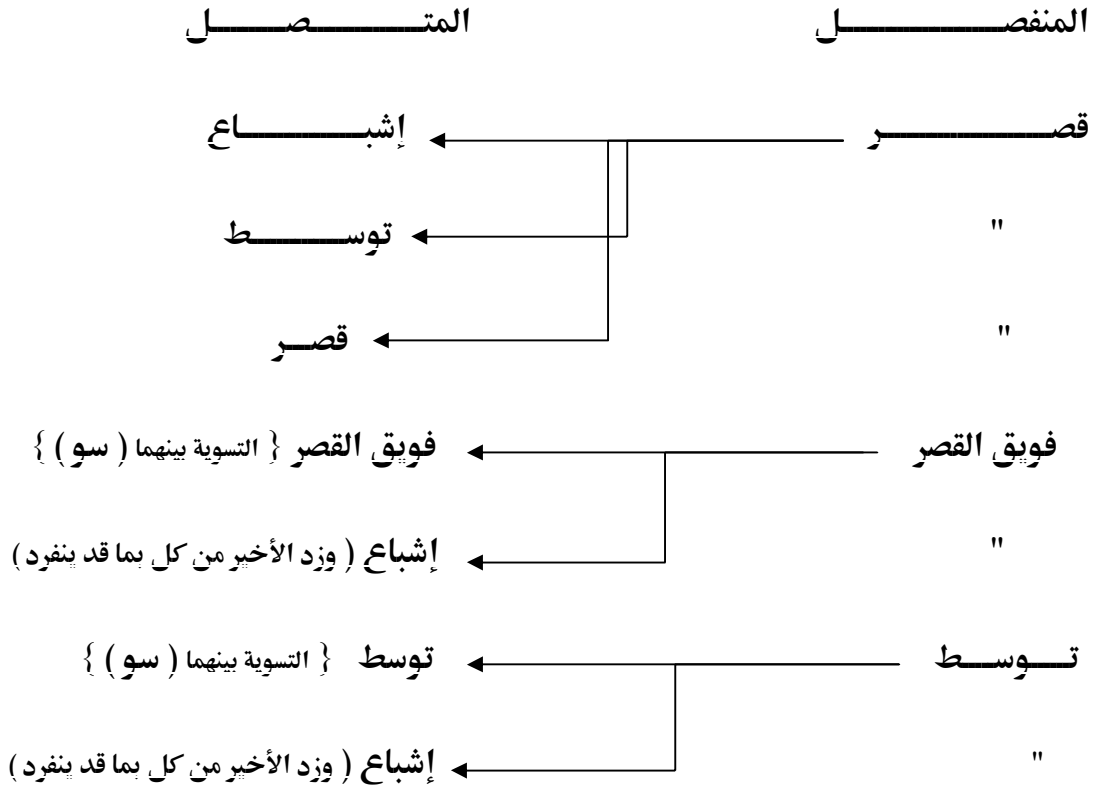 المنفصل المتصل
قصر إشباع
" توسط
" قصر
فويق القصر فويق القصر { التسوية بينهما ( سو ) }
" إشباع ( وزد الأخير من كل بما قد ينفرد )
توسط توسط { التسوية بينهما ( سو ) }
" إشباع ( وزد الأخير من كل بما قد ينفرد )